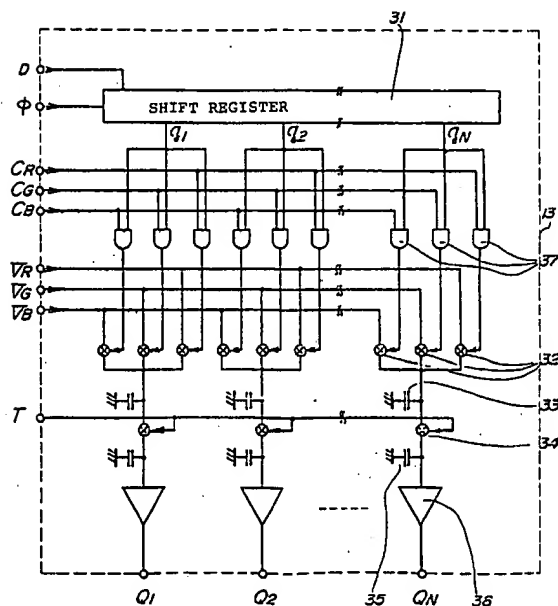 31
D
SHIFT REGISTER
Φ
q1 q2 qN
CR
CG
CB
13
37
VR
VG
VB
32
33
T
34
Q1 Q2 QN
35 36